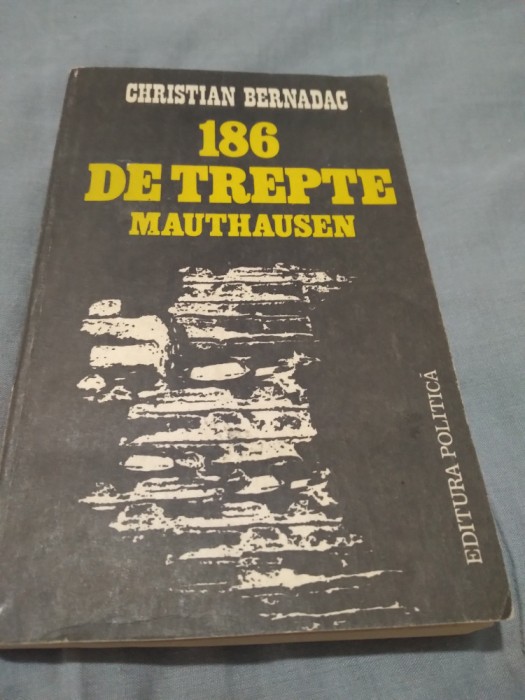 CHRISTIAN BERNADAC
186
DE TREPTE
MAUTHAUSEN
EDITURA POLITICĂ